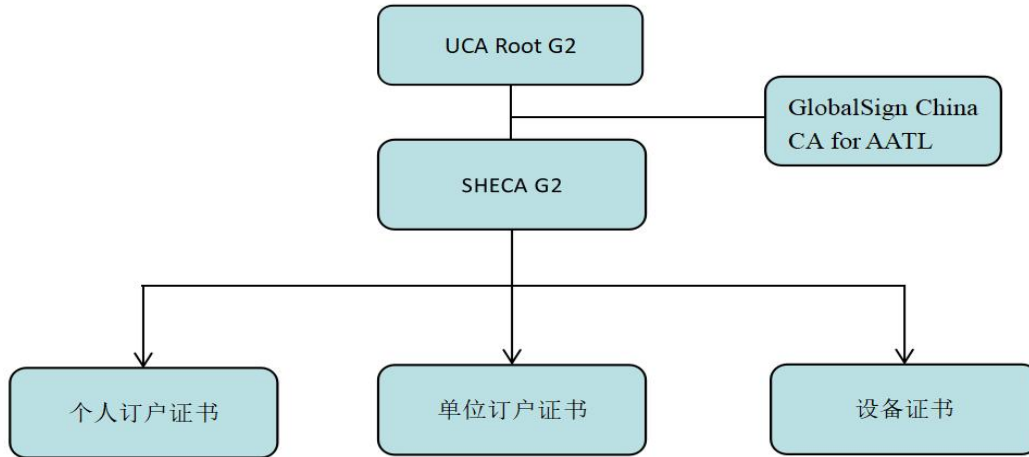 UCA Root G2
GlobalSign China
CA for AATL
SHECA G2
个人订户证书
单位订户证书
设备证书